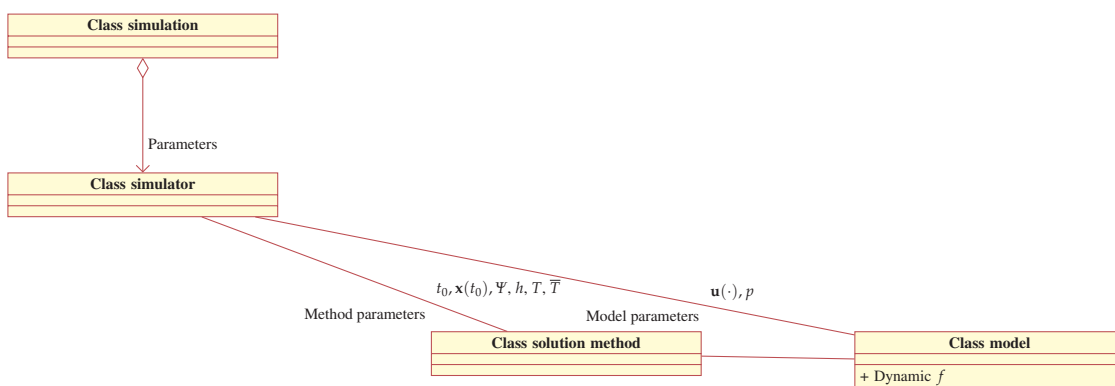 Class simulation
Parameters
Class simulator
t₀, x(t₀), Ψ, h, T, T̅
u(·), p
Method parameters
Model parameters
Class solution method
Class model
+ Dynamic f